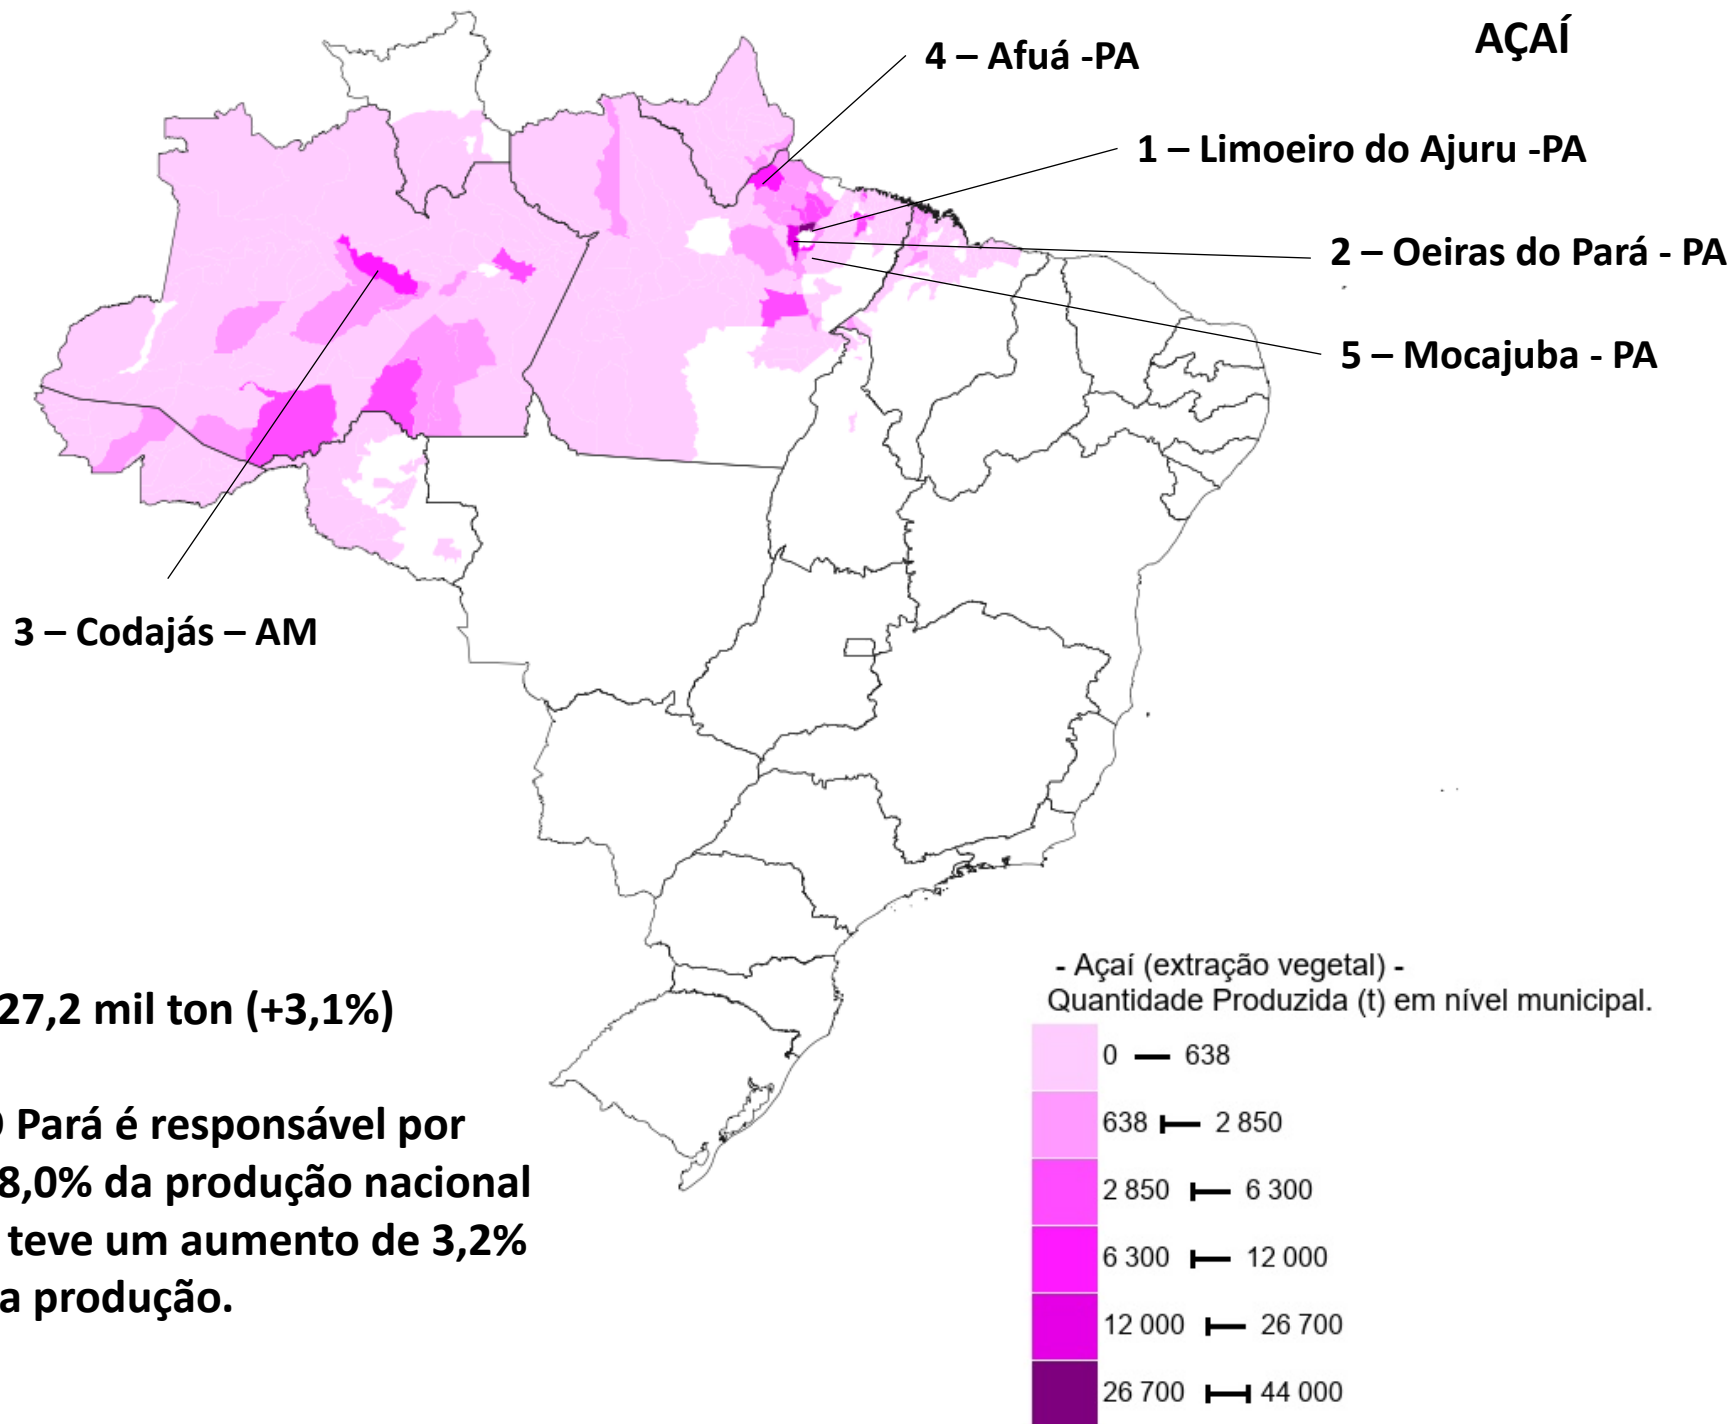 AÇAÍ
4 – Afuá -PA
1 – Limoeiro do Ajuru -PA
2 – Oeiras do Pará - PA
5 – Mocajuba - PA
3 – Codajás – AM
27,2 mil ton (+3,1%)
Pará é responsável por
8,0% da produção nacional
teve um aumento de 3,2%
a produção.
- Açaí (extração vegetal) -
Quantidade Produzida (t) em nível municipal.
0 — 638
638 ⊢ 2 850
2 850 ⊢ 6 300
6 300 ⊢ 12 000
12 000 ⊢ 26 700
26 700 ⊢⊣ 44 000